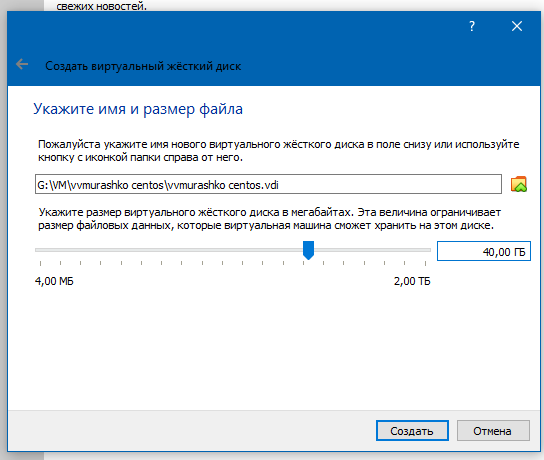 свежих новостей.
?
Создать виртуальный жёсткий диск
Укажите имя и размер файла
Пожалуйста укажите имя нового виртуального жёсткого диска в поле снизу или используйте
кнопку с иконкой папки справа от него.
G:\VM\vvmurashko centos\vvmurashko centos.vdi
Укажите размер виртуального жёсткого диска в мегабайтах. Эта величина ограничивает
размер файловых данных, которые виртуальная машина сможет хранить на этом диске.
40,00 ГБ
4,00 МБ 2,00 ТБ
Создать Отмена